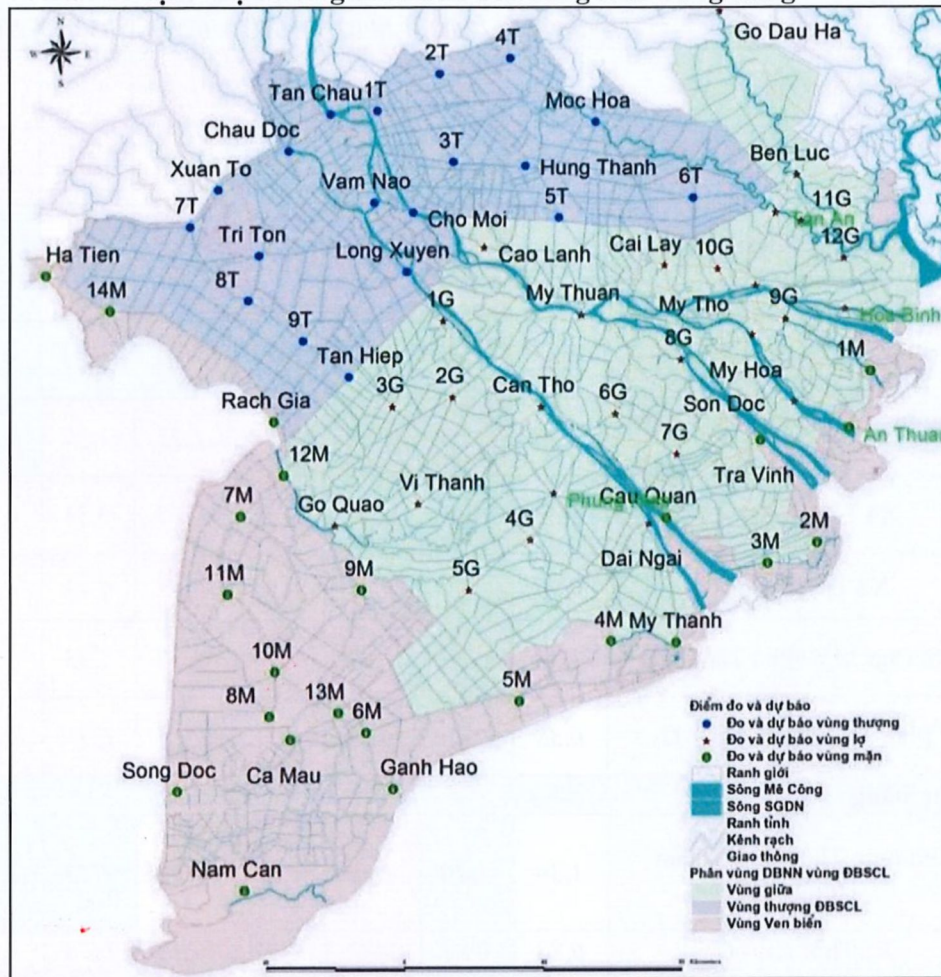 Go Dau Ha
2T
4T
Tan Chau
1T
Moc Hoa
Chau Doc
Ben Luc
3T
Xuan To
Hung Thanh
Vam Nao
6T
7T
5T
11G
Tan An
Cho Moi
12G
Tri Ton
Long Xuyen
Cao Lanh
Cai Lay
10G
Ha Tien
14M
8T
My Thuan
My Tho
9G
1G
Hoa Binh
9T
8G
Tan Hiep
My Hoa
1M
3G
2G
Can Tho
6G
Rach Gia
Son Doc
An Thuan
7G
12M
Tra Vinh
7M
Vi Thanh
Cau Quan
Go Quao
4G
2M
3M
Dai Ngai
11M
9M
5G
4M
My Thanh
10M
8M
13M
6M
5M
Song Doc
Ca Mau
Ganh Hao
Nam Can
Điểm đo và dự báo
Đo và dự báo vùng thượng
Đo và dự báo vùng lợ
Đo và dự báo vùng mặn
Ranh giới
Sông Mê Công
Sông SGDN
Ranh tỉnh
Kênh rạch
Giao thông
Phân vùng DBNN vùng ĐBSCL
Vùng giữa
Vùng thượng ĐBSCL
Vùng Ven biển